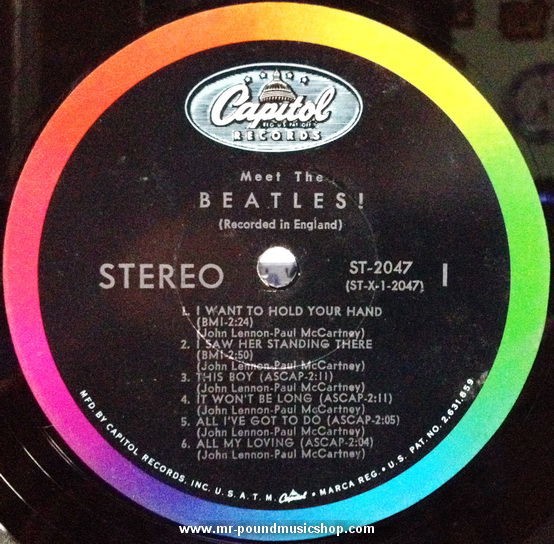 Capitol
REG. U.S. PAT. OFF.
RECORDS
Meet The
BEATLES!
(Recorded in England)
STEREO
ST-2047
(ST-X-1-2047)
1
1. I WANT TO HOLD YOUR HAND
(BMI-2:24)
(John Lennon-Paul McCartney)
2. I SAW HER STANDING THERE
(BMI-2:50)
(John Lennon-Paul McCartney)
3. THIS BOY (ASCAP-2:11)
(John Lennon-Paul McCartney)
4. IT WON'T BE LONG (ASCAP-2:11)
(John Lennon-Paul McCartney)
5. ALL I'VE GOT TO DO (ASCAP-2:05)
(John Lennon-Paul McCartney)
6. ALL MY LOVING (ASCAP-2:04)
(John Lennon-Paul McCartney)
MFD. BY CAPITOL RECORDS, INC. U. S. A. T. M. Capitol • MARCA REG. • U.S. PAT. NO. 2,631,859
www.mr-poundmusicshop.com